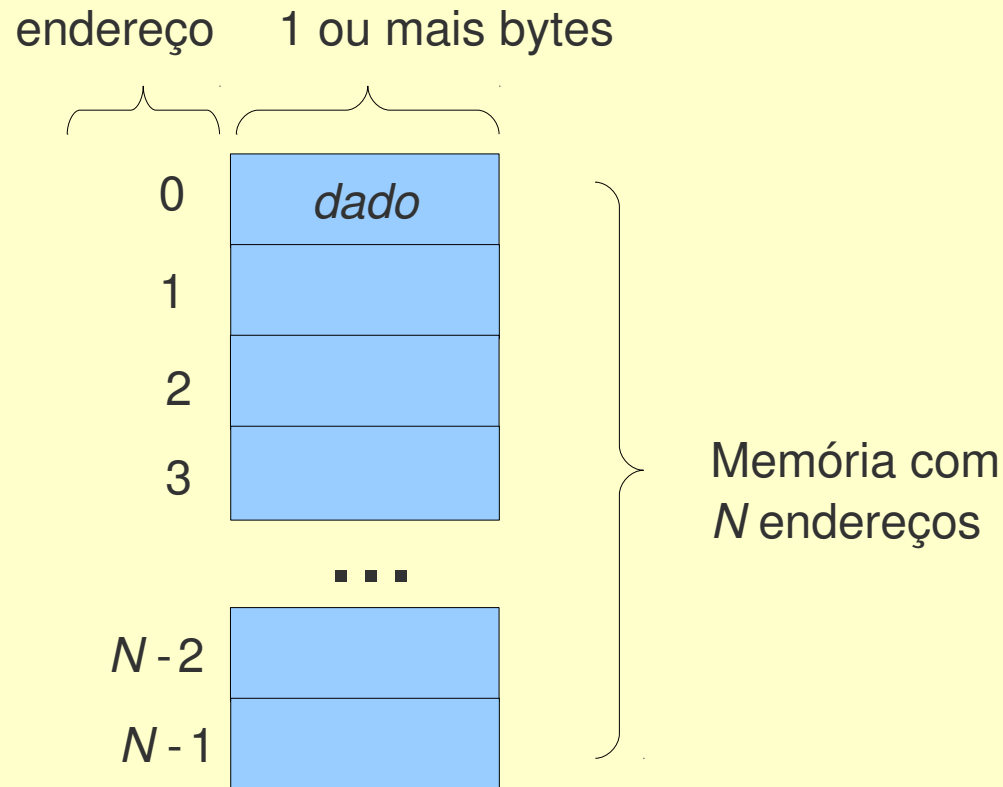 endereço 1 ou mais bytes
0 dado
1
2
3
Memória com
N endereços
...
N - 2
N - 1